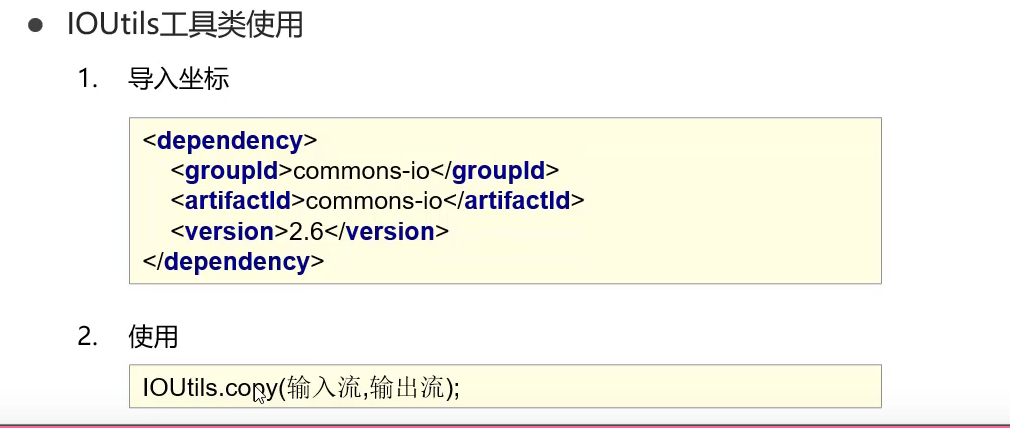 ● IOUtils工具类使用
1. 导入坐标
<dependency>
<groupId>commons-io</groupId>
<artifactId>commons-io</artifactId>
<version>2.6</version>
</dependency>
2. 使用
IOUtils.copy(输入流,输出流);